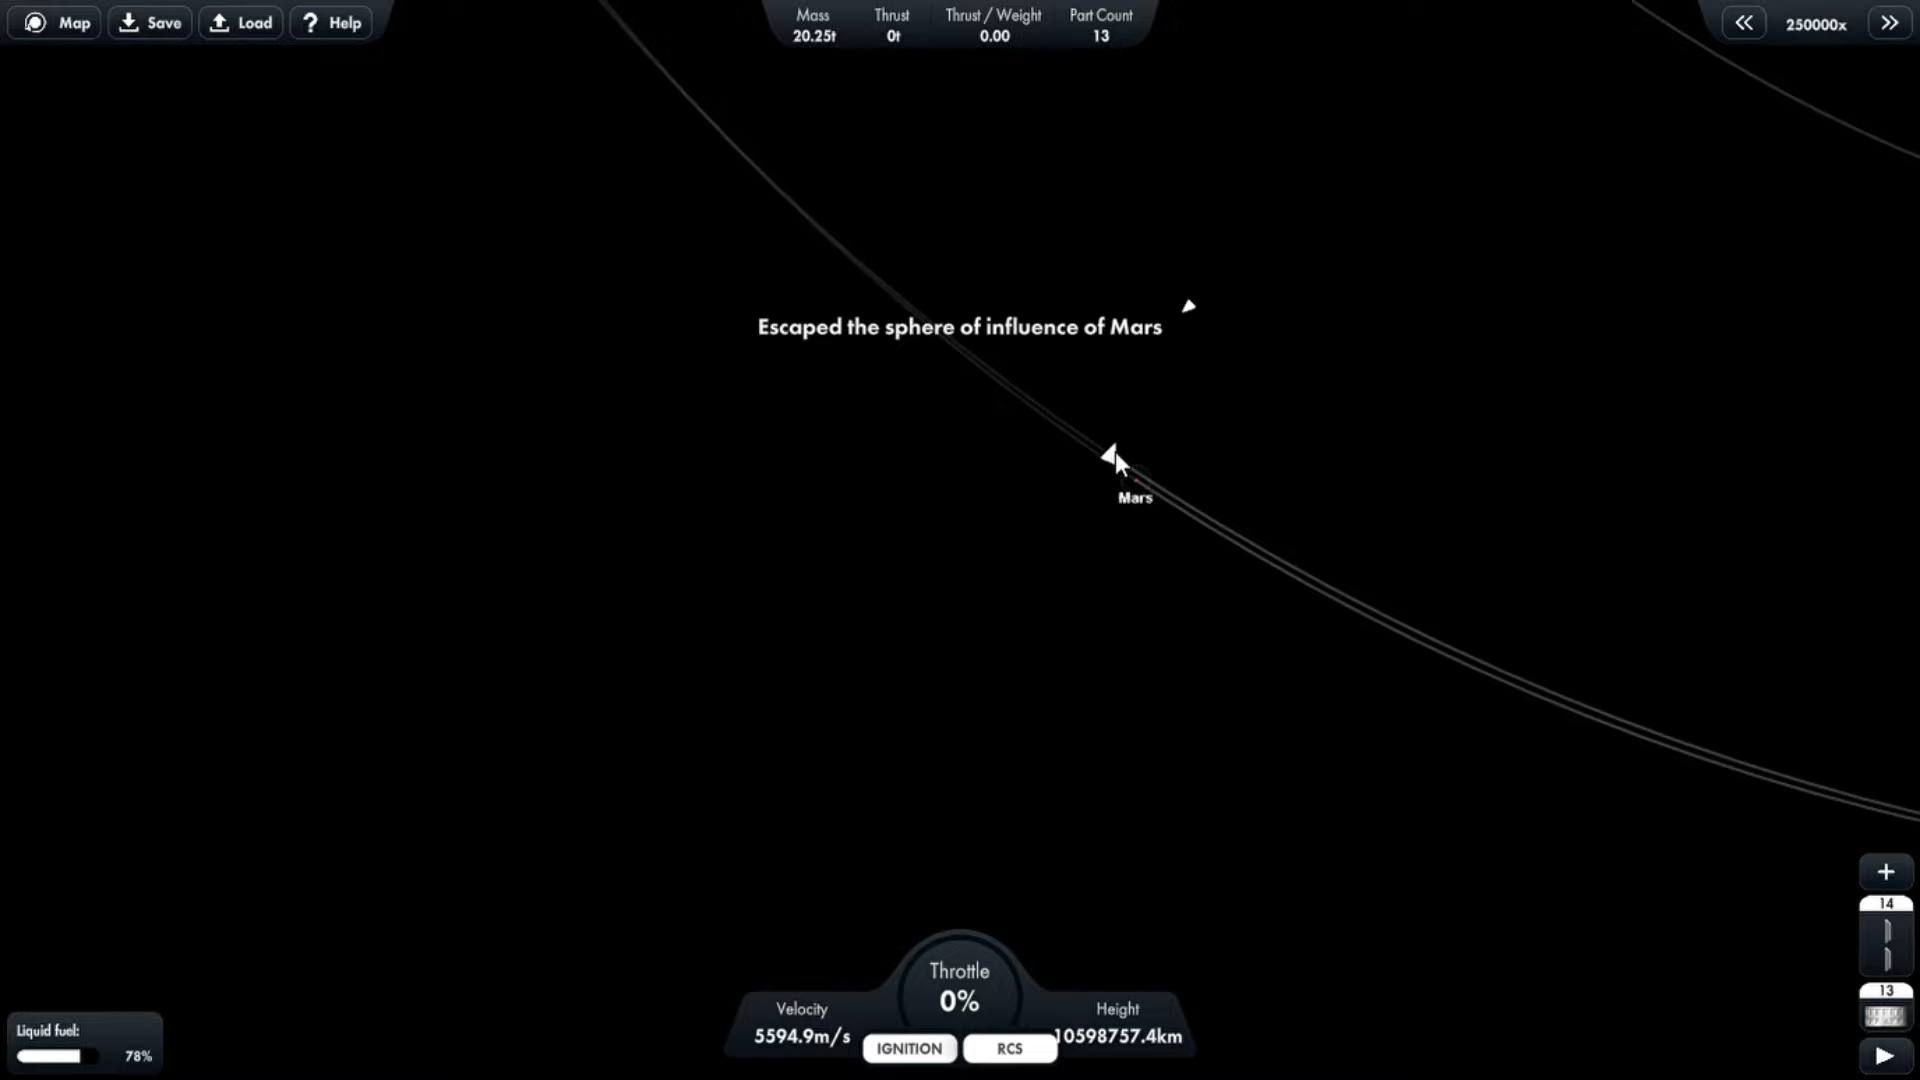 Map
Save
Load
? Help
Mass
20.25t
Thrust
0t
Thrust / Weight
0.00
Part Count
13
250000x
Escaped the sphere of influence of Mars
Mars
14
13
Throttle
0%
Velocity
5594.9m/s
Height
10598757.4km
IGNITION
RCS
Liquid fuel:
78%